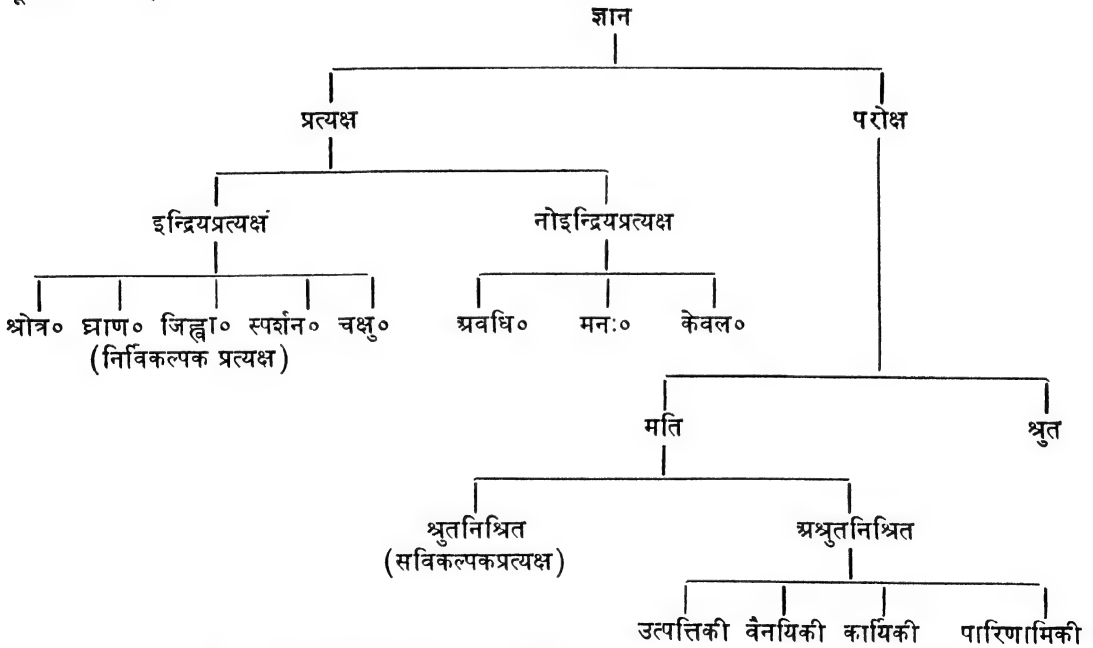 ज्ञान
प्रत्यक्ष परोक्ष
इन्द्रियप्रत्यक्ष नोइन्द्रियप्रत्यक्ष
श्रोत्र० घ्राण० जिह्वा० स्पर्शन० चक्षु० अवधि० मनः० केवल०
(निर्विकल्पक प्रत्यक्ष)
मति श्रुत
श्रुतनिश्रित अश्रुतनिश्रित
(सविकल्पकप्रत्यक्ष)
उत्पत्तिकी वैनयिकी कार्यिकी पारिणामिकी